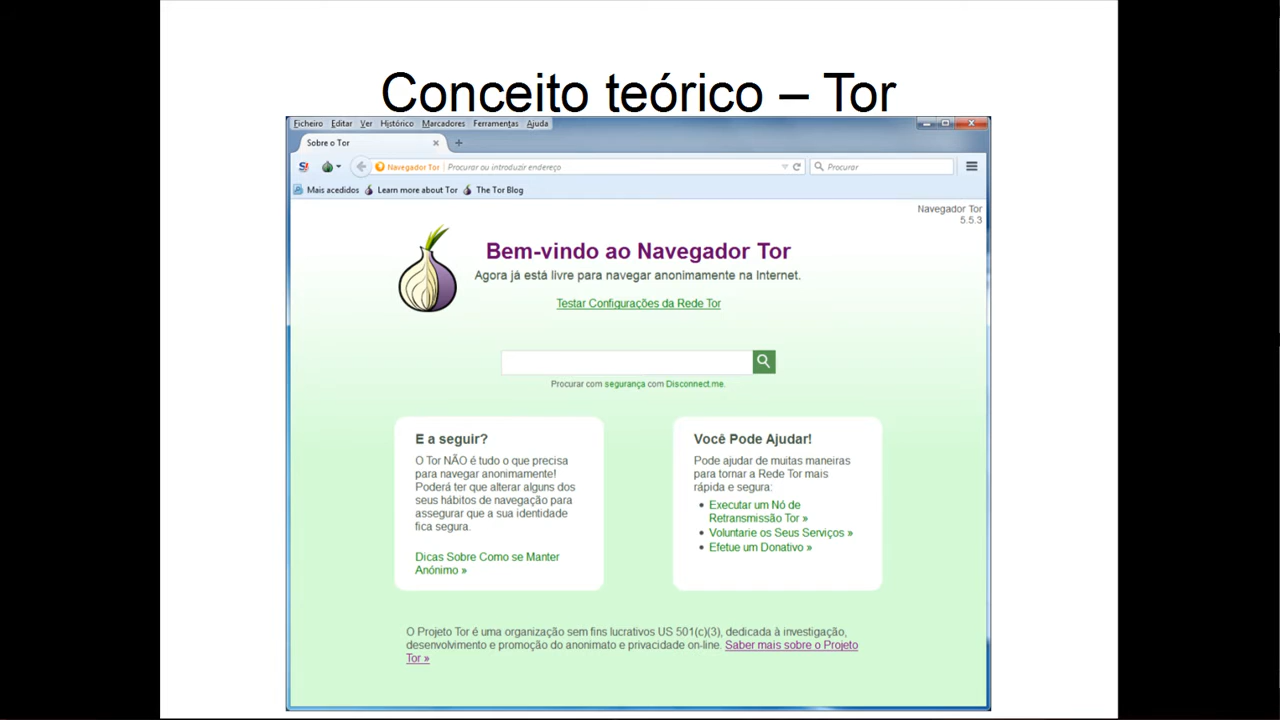 Conceito teórico – Tor
Ficheiro Editar Ver Histórico Marcadores Ferramentas Ajuda
Sobre o Tor
Navegador Tor Procurar ou introduzir endereço Procurar
Mais acedidos Learn more about Tor The Tor Blog
Navegador Tor
5.5.3
Bem-vindo ao Navegador Tor
Agora já está livre para navegar anonimamente na Internet.
Testar Configurações da Rede Tor
Procurar com segurança com Disconnect.me.
E a seguir?
O Tor NÃO é tudo o que precisa
para navegar anonimamente!
Poderá ter que alterar alguns dos
seus hábitos de navegação para
assegurar que a sua identidade
fica segura.
Dicas Sobre Como se Manter
Anónimo »
Você Pode Ajudar!
Pode ajudar de muitas maneiras
para tornar a Rede Tor mais
rápida e segura:
• Executar um Nó de
Retransmissão Tor »
• Voluntarie os Seus Serviços »
• Efetue um Donativo »
O Projeto Tor é uma organização sem fins lucrativos US 501(c)(3), dedicada à investigação,
desenvolvimento e promoção do anonimato e privacidade on-line. Saber mais sobre o Projeto
Tor »